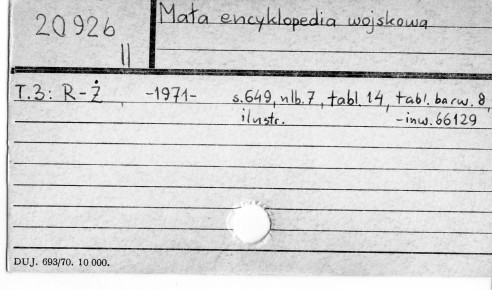 20926
II
Mała encyklopedia wojskowa
T.3: R-Ż -1971- s.649, nlb.7, tabl. 14, tabl. barw. 8,
ilustr. -inw. 66129
DUJ. 693/70. 10 000.